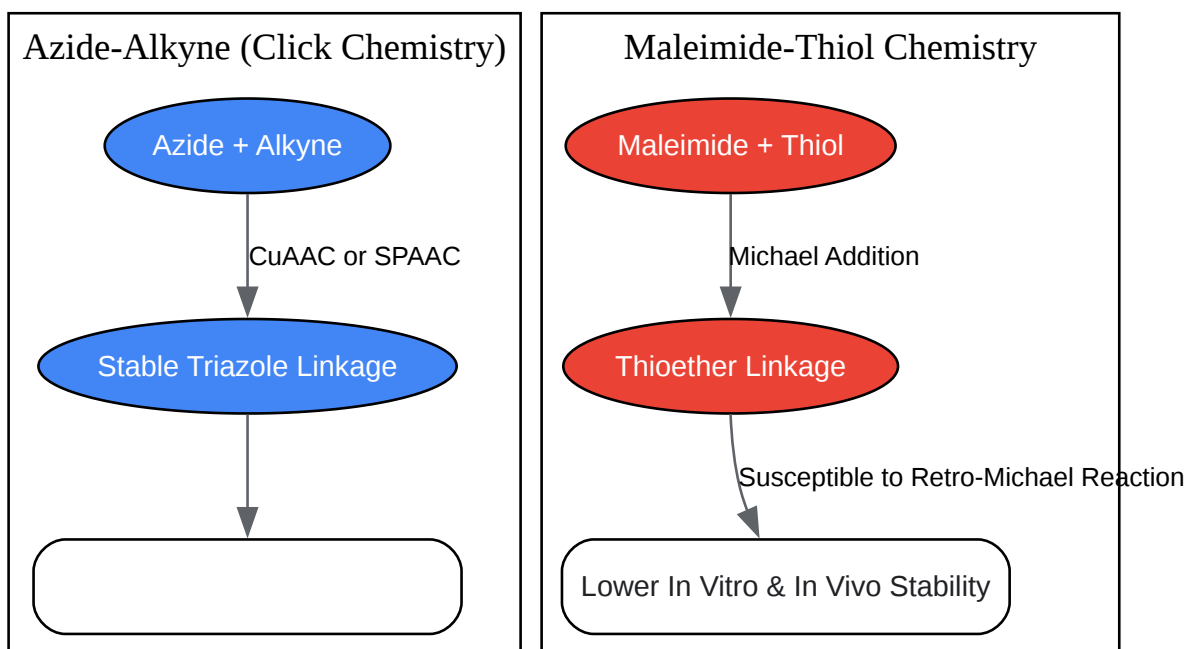 Azide-Alkyne (Click Chemistry)
Azide + Alkyne
CuAAC or SPAAC
Stable Triazole Linkage
Maleimide-Thiol Chemistry
Maleimide + Thiol
Michael Addition
Thioether Linkage
Susceptible to Retro-Michael Reaction
Lower In Vitro & In Vivo Stability